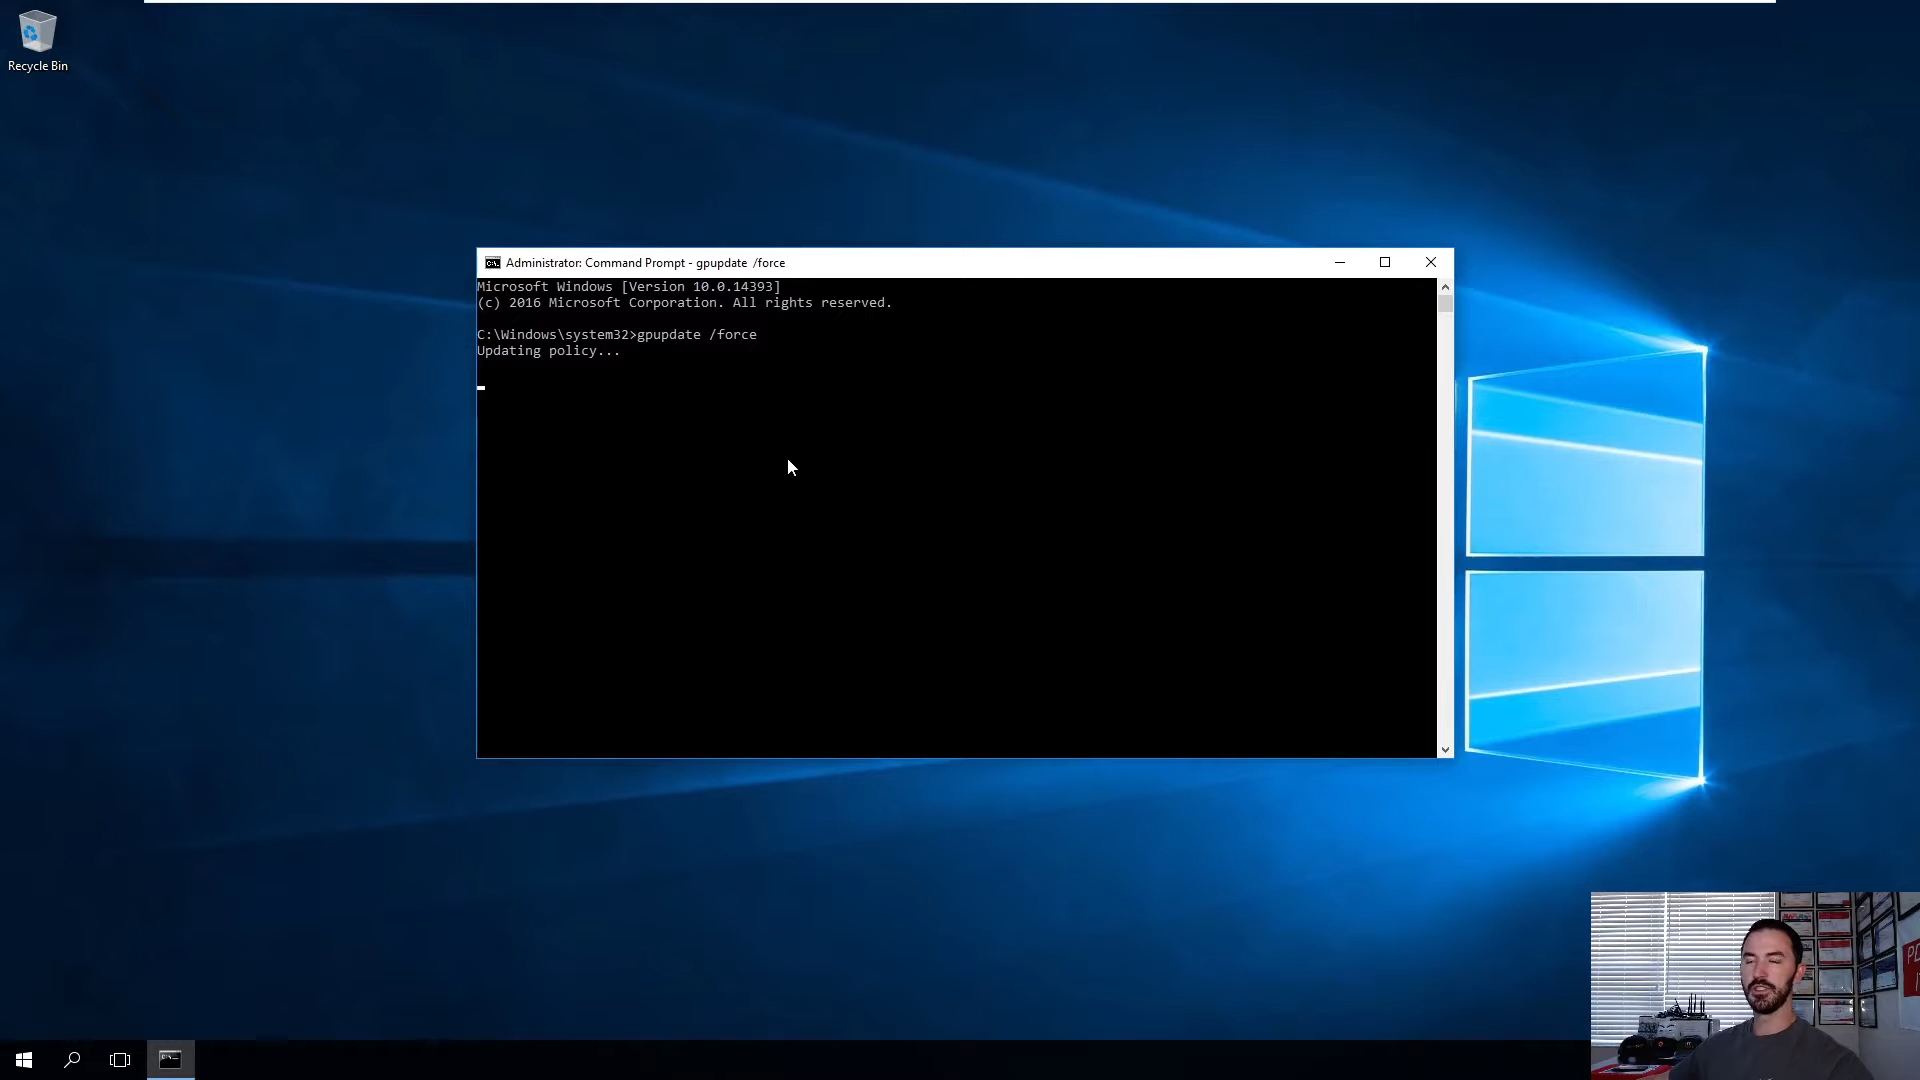 Recycle Bin
Administrator: Command Prompt - gpupdate /force
Microsoft Windows [Version 10.0.14393]
(c) 2016 Microsoft Corporation. All rights reserved.
C:\Windows\system32>gpupdate /force
Updating policy...